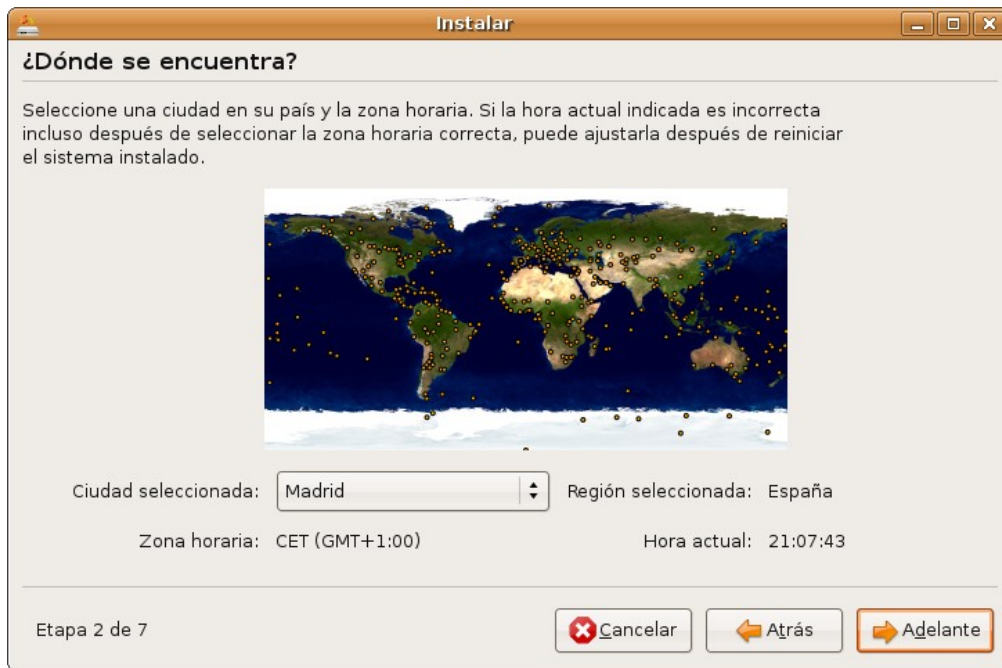 Instalar
¿Dónde se encuentra?
Seleccione una ciudad en su país y la zona horaria. Si la hora actual indicada es incorrecta
incluso después de seleccionar la zona horaria correcta, puede ajustarla después de reiniciar
el sistema instalado.
Ciudad seleccionada: Madrid Región seleccionada: España
Zona horaria: CET (GMT+1:00) Hora actual: 21:07:43
Etapa 2 de 7 Cancelar Atrás Adelante